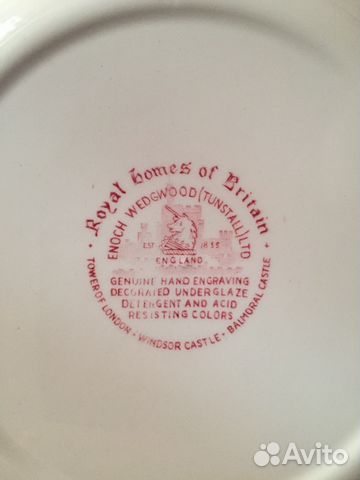 Royal homes of Britain
ENOCH WEDGWOOD (TUNSTALL) LTD
EST 1835
ENGLAND
GENUINE HAND ENGRAVING
DECORATED UNDERGLAZE
DETERGENT AND ACID
RESISTING COLORS
TOWER OF LONDON · WINDSOR CASTLE · BALMORAL CASTLE
Avito